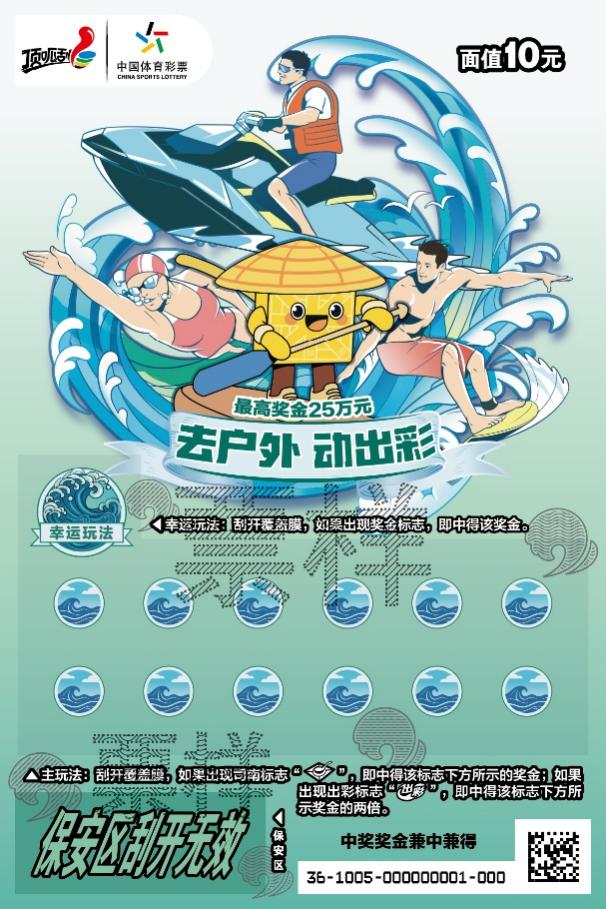 顶呱刮
中国体育彩票
CHINA SPORTS LOTTERY
面值10元
最高奖金25万元
去户外 动出彩
幸运玩法
◀幸运玩法：刮开覆盖膜，如果出现奖金标志，即中得该奖金。
票样
票样
▲主玩法：刮开覆盖膜，如果出现司南标志“ ”，即中得该标志下方所示的奖金；如果
出现出彩标志“出彩”，即中得该标志下方所
示奖金的两倍。
保安区刮开无效
◀保安区
中奖奖金兼中兼得
36-1005-000000001-000